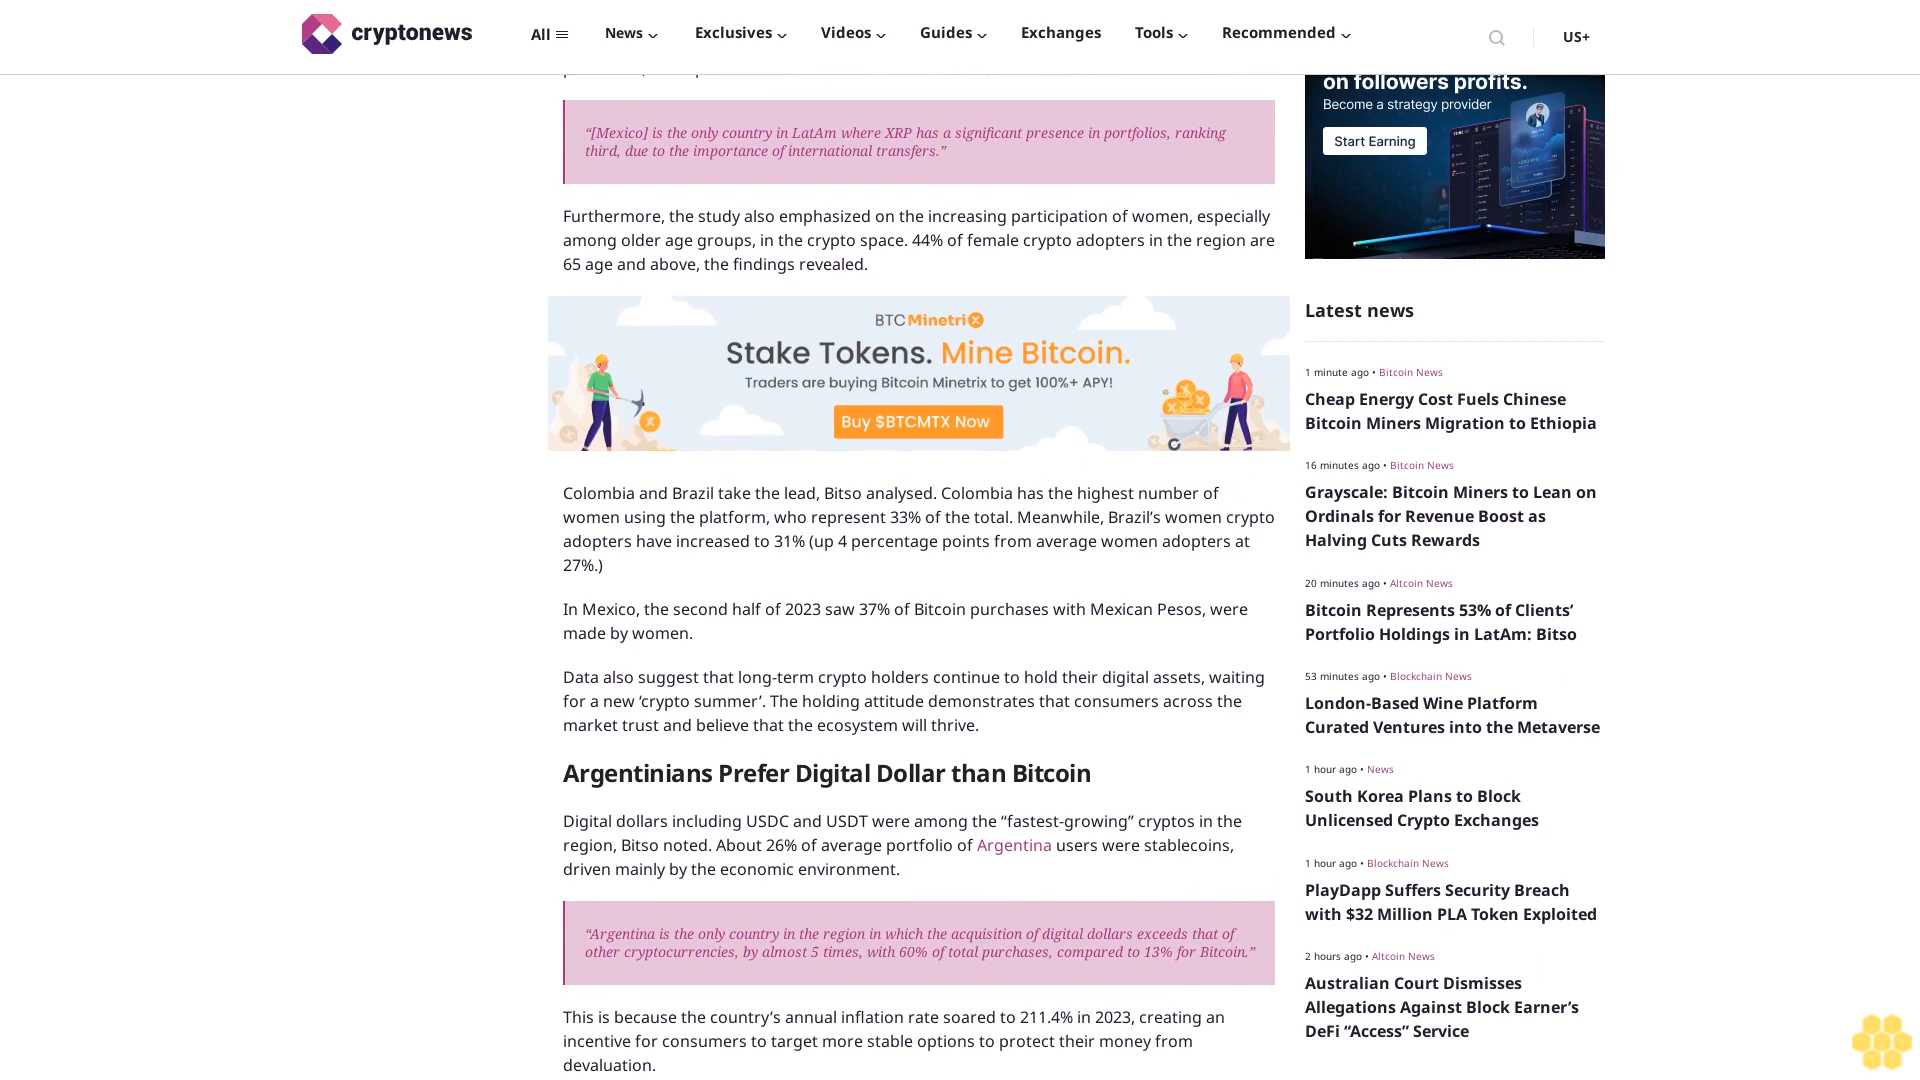 cryptonews
All
News
Exclusives
Videos
Guides
Exchanges
Tools
Recommended
US+
“[Mexico] is the only country in LatAm where XRP has a significant presence in portfolios, ranking
third, due to the importance of international transfers.”
Furthermore, the study also emphasized on the increasing participation of women, especially
among older age groups, in the crypto space. 44% of female crypto adopters in the region are
65 age and above, the findings revealed.
BTC Minetrix
Stake Tokens. Mine Bitcoin.
Traders are buying Bitcoin Minetrix to get 100%+ APY!
Buy $BTCMTX Now
Colombia and Brazil take the lead, Bitso analysed. Colombia has the highest number of
women using the platform, who represent 33% of the total. Meanwhile, Brazil’s women crypto
adopters have increased to 31% (up 4 percentage points from average women adopters at
27%.)
In Mexico, the second half of 2023 saw 37% of Bitcoin purchases with Mexican Pesos, were
made by women.
Data also suggest that long-term crypto holders continue to hold their digital assets, waiting
for a new ‘crypto summer’. The holding attitude demonstrates that consumers across the
market trust and believe that the ecosystem will thrive.
Argentinians Prefer Digital Dollar than Bitcoin
Digital dollars including USDC and USDT were among the “fastest-growing” cryptos in the
region, Bitso noted. About 26% of average portfolio of Argentina users were stablecoins,
driven mainly by the economic environment.
“Argentina is the only country in the region in which the acquisition of digital dollars exceeds that of
other cryptocurrencies, by almost 5 times, with 60% of total purchases, compared to 13% for Bitcoin.”
This is because the country’s annual inflation rate soared to 211.4% in 2023, creating an
incentive for consumers to target more stable options to protect their money from
devaluation.
on followers profits.
Become a strategy provider
Start Earning
Latest news
1 minute ago • Bitcoin News
Cheap Energy Cost Fuels Chinese
Bitcoin Miners Migration to Ethiopia
16 minutes ago • Bitcoin News
Grayscale: Bitcoin Miners to Lean on
Ordinals for Revenue Boost as
Halving Cuts Rewards
20 minutes ago • Altcoin News
Bitcoin Represents 53% of Clients’
Portfolio Holdings in LatAm: Bitso
53 minutes ago • Blockchain News
London-Based Wine Platform
Curated Ventures into the Metaverse
1 hour ago • News
South Korea Plans to Block
Unlicensed Crypto Exchanges
1 hour ago • Blockchain News
PlayDapp Suffers Security Breach
with $32 Million PLA Token Exploited
2 hours ago • Altcoin News
Australian Court Dismisses
Allegations Against Block Earner’s
DeFi “Access” Service